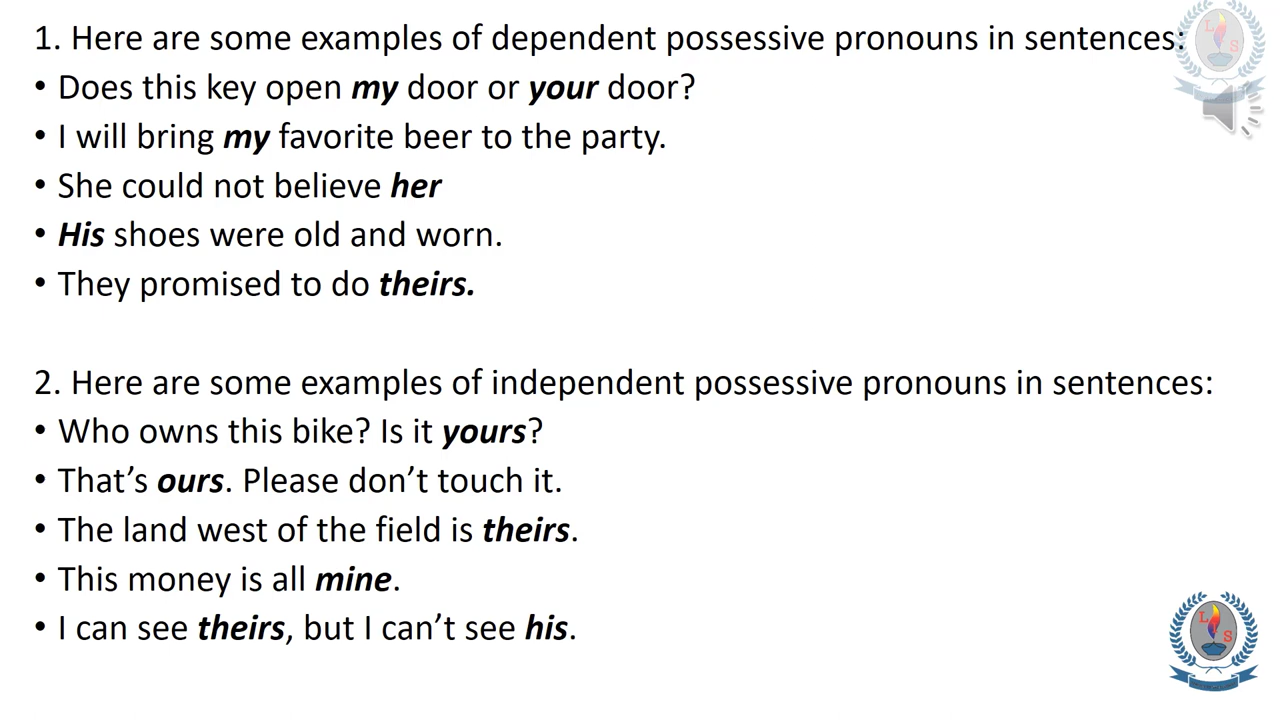 1. Here are some examples of dependent possessive pronouns in sentences:
• Does this key open my door or your door?
• I will bring my favorite beer to the party.
• She could not believe her
• His shoes were old and worn.
• They promised to do theirs.
2. Here are some examples of independent possessive pronouns in sentences:
• Who owns this bike? Is it yours?
• That’s ours. Please don’t touch it.
• The land west of the field is theirs.
• This money is all mine.
• I can see theirs, but I can’t see his.